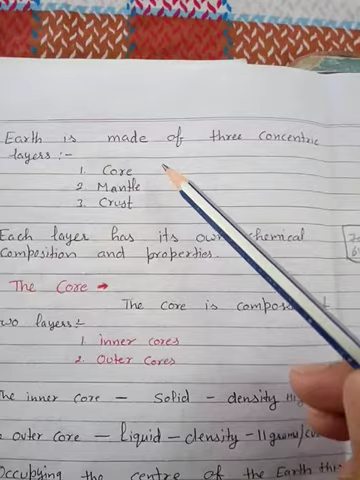 Earth is made of three concentric
layers:-
1. Core
2. Mantle
3. Crust
Each layer has its own chemical
composition and properties.
The Core →
The core is compose
two layers:-
1. inner cores
2. Outer cores
The inner core - solid - density
outer core - liquid - density - 11 grams/
Occupying the centre of the Earth